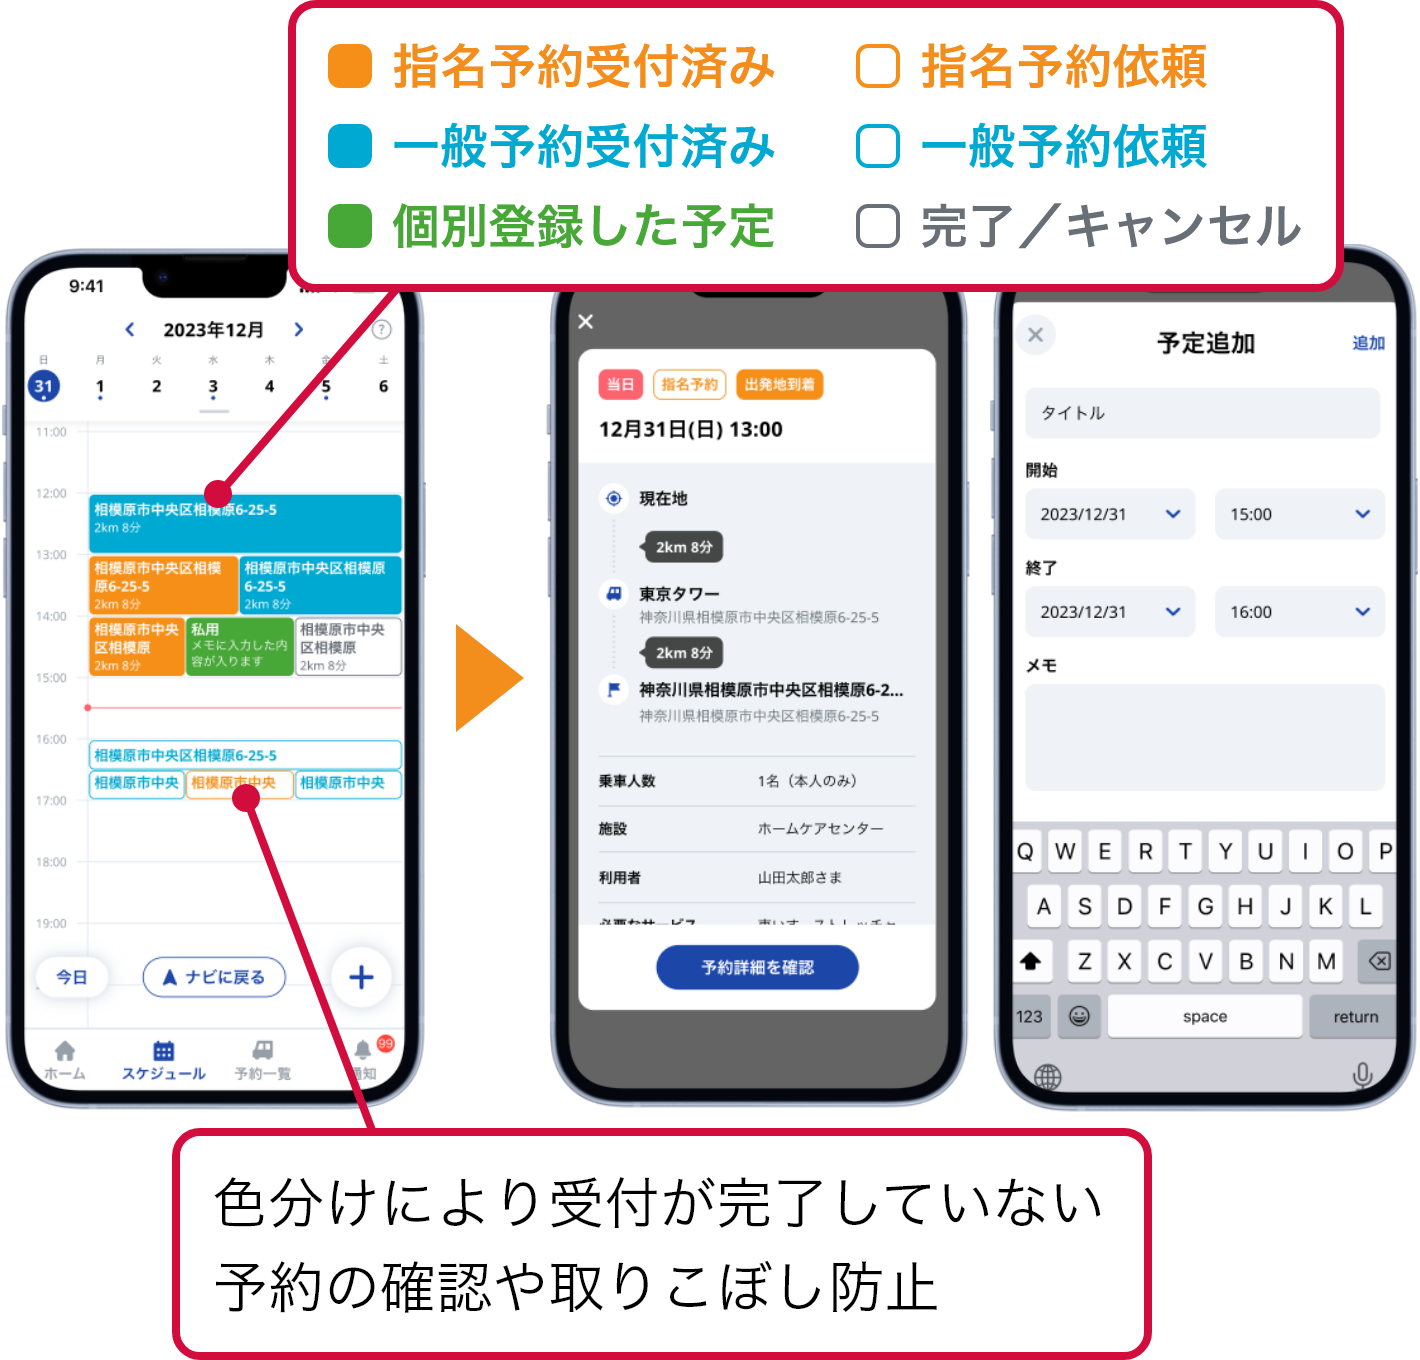 指名予約受付済み
指名予約依頼
一般予約受付済み
一般予約依頼
個別登録した予定
完了／キャンセル
9:41
2023年12月
?
日 月 火 水 木 金 土
31 1 2 3 4 5 6
11:00
12:00
相模原市中央区相模原6-25-5
2km 8分
13:00
相模原市中央区相模
原6-25-5
2km 8分
相模原市中央区相模原
6-25-5
2km 8分
14:00
相模原市中央
区相模原
2km 8分
私用
メモに入力した内
容が入ります
相模原市中央
区相模原
2km 8分
15:00
16:00
相模原市中央区相模原6-25-5
相模原市中央
相模原市中央
相模原市中央
17:00
18:00
19:00
今日
ナビに戻る
+
ホーム
スケジュール
予約一覧
99
当日
指名予約
出発地到着
12月31日(日) 13:00
現在地
2km 8分
東京タワー
神奈川県相模原市中央区相模原6-25-5
2km 8分
神奈川県相模原市中央区相模原6-2...
神奈川県相模原市中央区相模原6-25-5
乗車人数 1名（本人のみ）
施設 ホームケアセンター
利用者 山田太郎さま
予約詳細を確認
予定追加
追加
タイトル
開始
2023/12/31
15:00
終了
2023/12/31
16:00
メモ
Q W E R T Y U I O P
A S D F G H J K L
Z X C V B N M
123
space
return
色分けにより受付が完了していない
予約の確認や取りこぼし防止